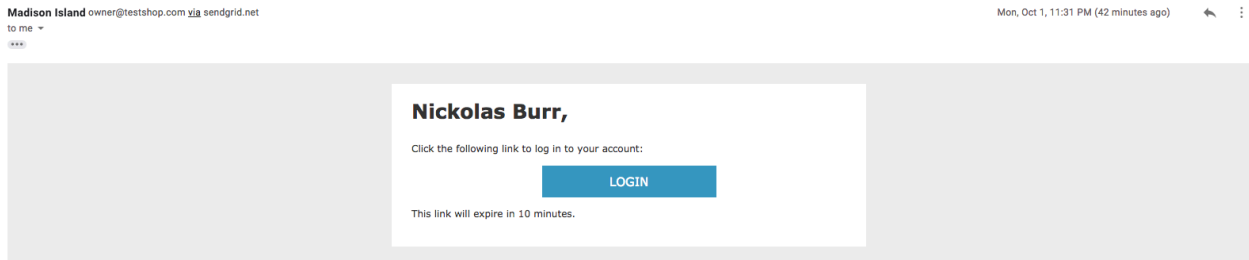 Madison Island owner@testshop.com via sendgrid.net Mon, Oct 1, 11:31 PM (42 minutes ago)
to me
Nickolas Burr,
Click the following link to log in to your account:
LOGIN
This link will expire in 10 minutes.